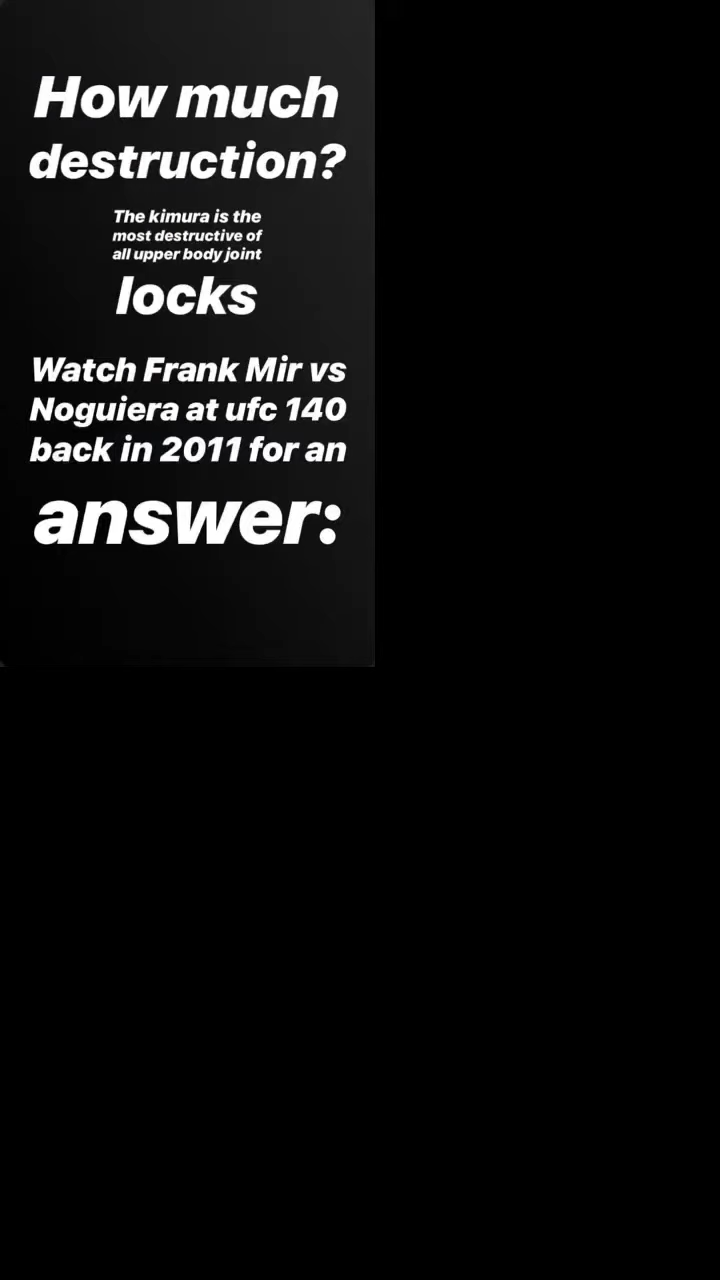 How much
destruction?
The kimura is the
most destructive of
all upper body joint
locks
Watch Frank Mir vs
Noguiera at ufc 140
back in 2011 for an
answer: